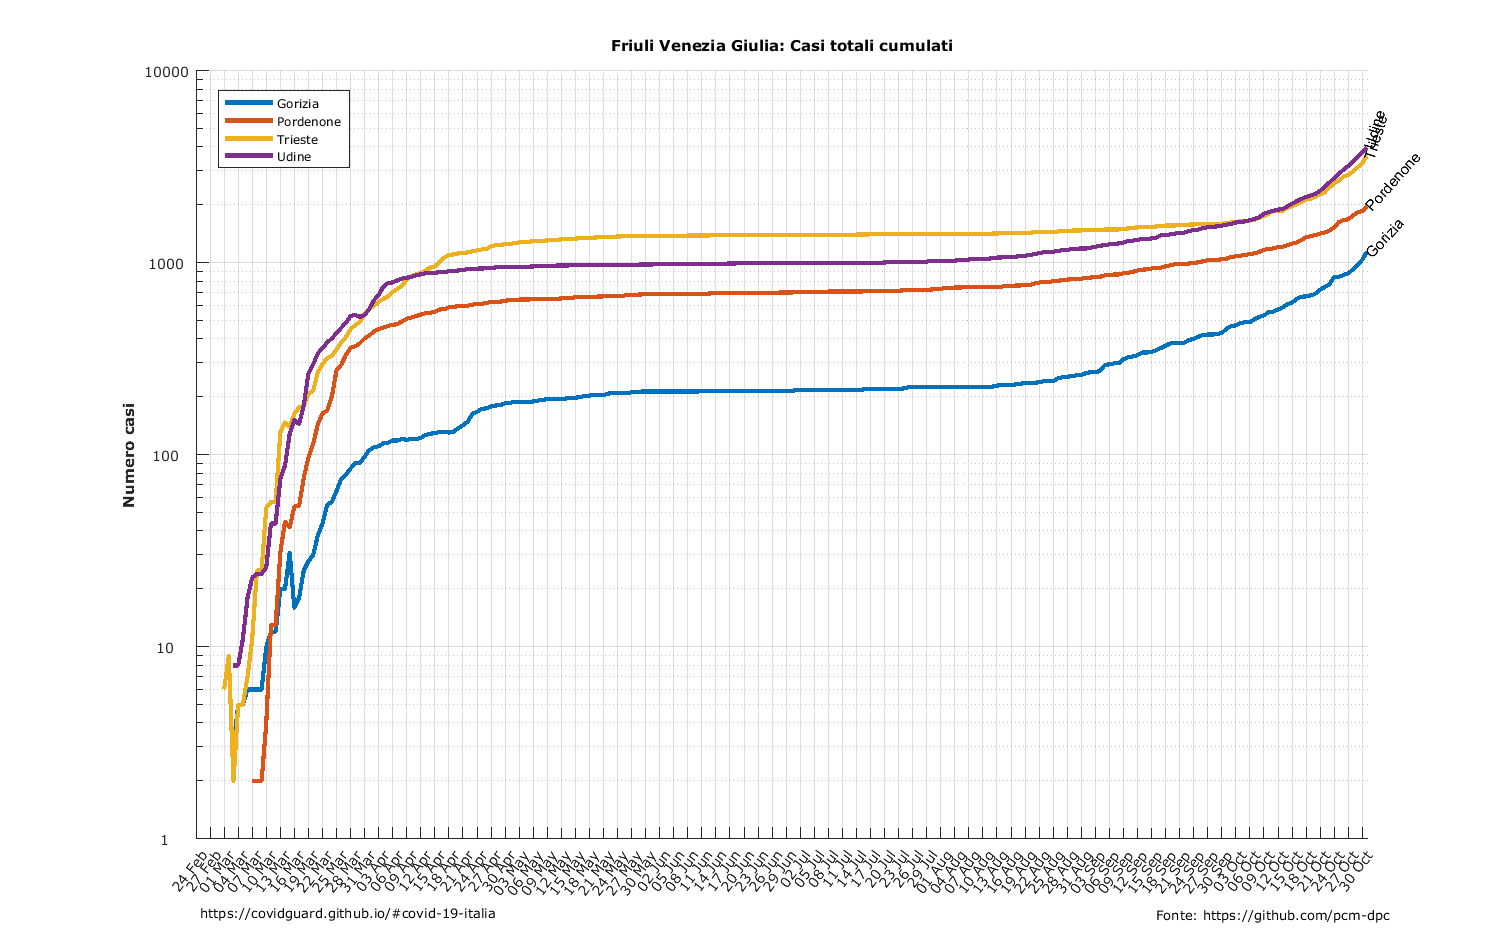 Friuli Venezia Giulia: Casi totali cumulati
10000
1000
100
10
1
Numero casi
Gorizia
Pordenone
Trieste
Udine
Udine
Trieste
Pordenone
Gorizia
24 Feb
27 Feb
01 Mar
04 Mar
07 Mar
10 Mar
13 Mar
16 Mar
19 Mar
22 Mar
25 Mar
28 Mar
31 Mar
03 Apr
06 Apr
09 Apr
12 Apr
15 Apr
18 Apr
21 Apr
24 Apr
27 Apr
30 Apr
03 May
06 May
09 May
12 May
15 May
18 May
21 May
24 May
27 May
30 May
02 Jun
05 Jun
08 Jun
11 Jun
14 Jun
17 Jun
20 Jun
23 Jun
26 Jun
29 Jun
02 Jul
05 Jul
08 Jul
11 Jul
14 Jul
17 Jul
20 Jul
23 Jul
26 Jul
29 Jul
01 Aug
04 Aug
07 Aug
10 Aug
13 Aug
16 Aug
19 Aug
22 Aug
25 Aug
28 Aug
31 Aug
03 Sep
06 Sep
09 Sep
12 Sep
15 Sep
18 Sep
21 Sep
24 Sep
27 Sep
30 Sep
03 Oct
06 Oct
09 Oct
12 Oct
15 Oct
18 Oct
21 Oct
24 Oct
27 Oct
30 Oct
https://covidguard.github.io/#covid-19-italia
Fonte: https://github.com/pcm-dpc